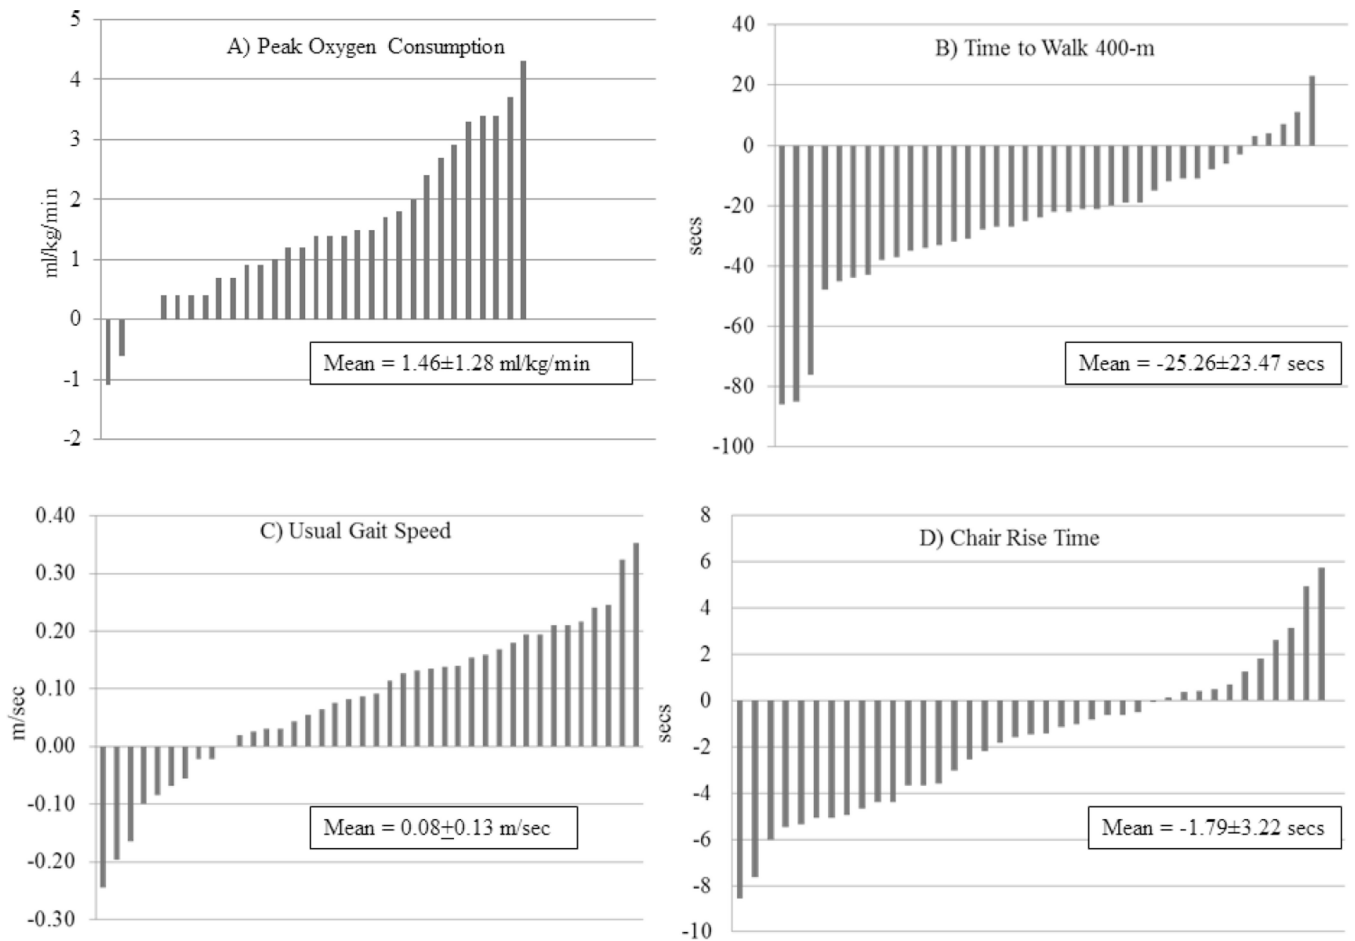 A) Peak Oxygen Consumption
5
4
3
2
1
0
-1
-2
ml/kg/min
Mean = 1.46±1.28 ml/kg/min
B) Time to Walk 400-m
40
20
0
-20
-40
-60
-80
-100
secs
Mean = -25.26±23.47 secs
C) Usual Gait Speed
0.40
0.30
0.20
0.10
0.00
-0.10
-0.20
-0.30
m/sec
Mean = 0.08±0.13 m/sec
D) Chair Rise Time
8
6
4
2
0
-2
-4
-6
-8
-10
secs
Mean = -1.79±3.22 secs